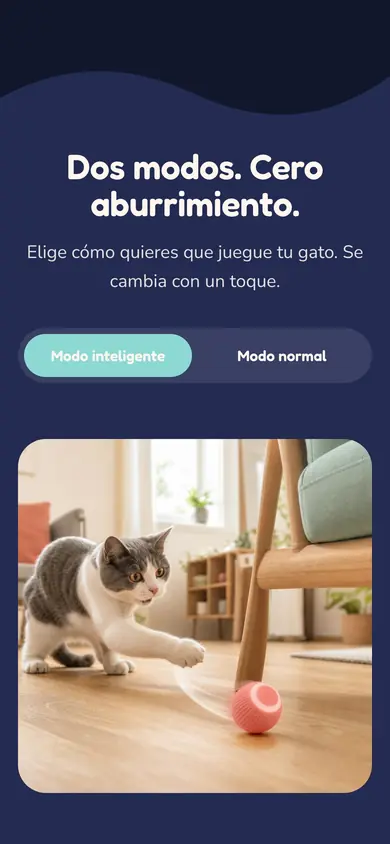 Dos modos. Cero
aburrimiento.
Elige cómo quieres que juegue tu gato. Se
cambia con un toque.
Modo inteligente
Modo normal